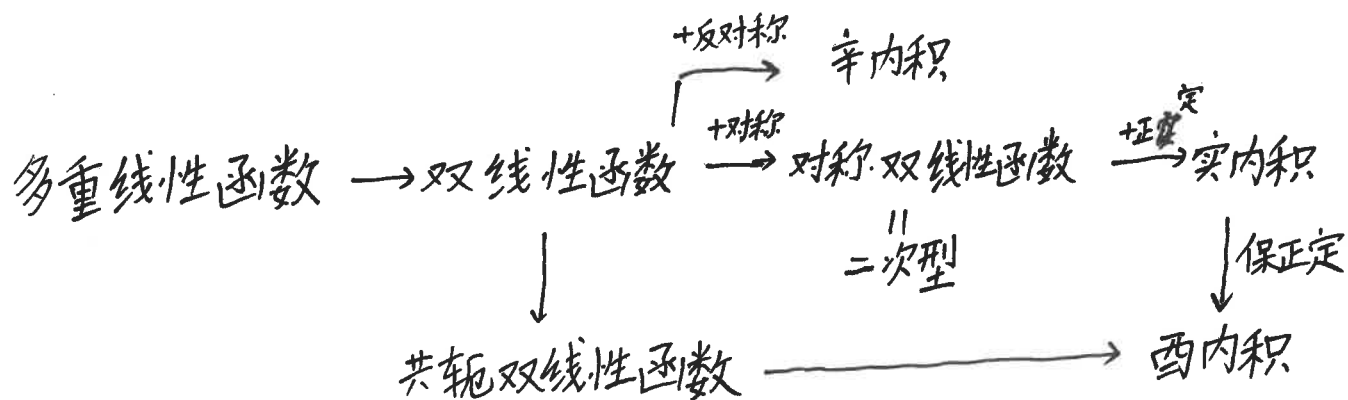 +反对称 辛内积
多重线性函数 → 双线性函数 +对称 → 对称双线性函数 +正定 → 实内积
=
二次型
保正定
共轭双线性函数 → 酉内积